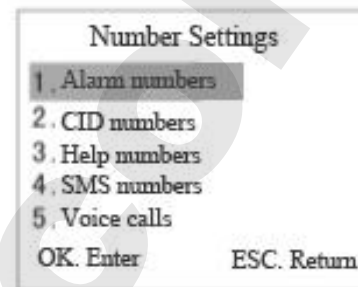 Number Settings
1. Alarm numbers
2. CID numbers
3. Help numbers
4. SMS numbers
5. Voice calls
OK. Enter ESC. Return